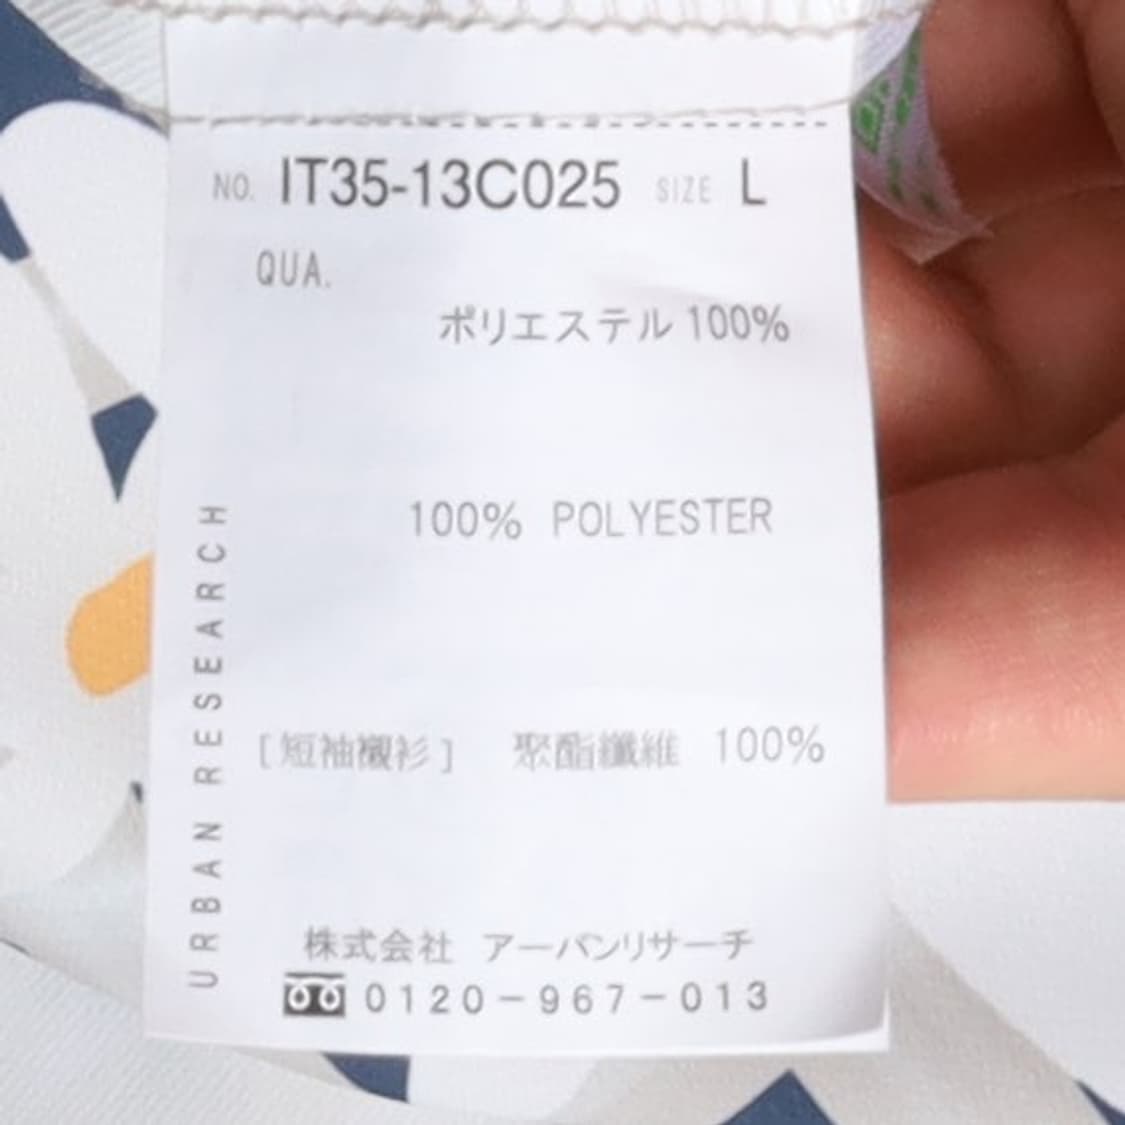 NO. IT35-13C025 SIZE L
QUA.
ポリエステル 100%
100% POLYESTER
[短袖襯衫] 聚酯纖維 100%
URBAN RESEARCH
株式会社 アーバンリサーチ
0120-967-013